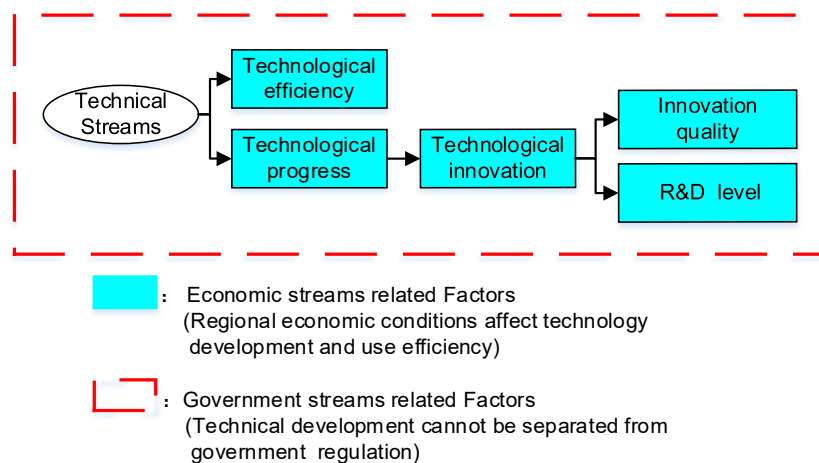 Technical
Streams
Technological
efficiency
Technological
progress
Technological
innovation
Innovation
quality
R&D level
: Economic streams related Factors
(Regional economic conditions affect technology
development and use efficiency)
: Government streams related Factors
(Technical development cannot be separated from
government regulation)